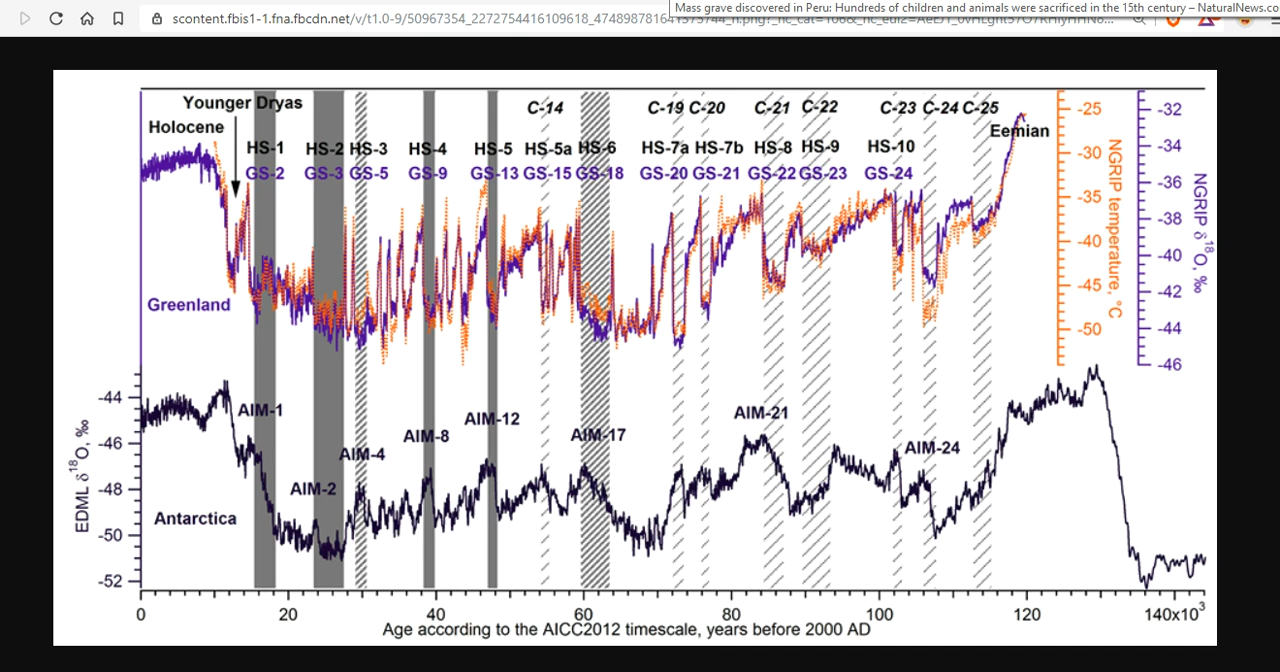 Mass grave discovered in Peru: Hundreds of children and animals were sacrificed in the 15th century – NaturalNews.co
Younger Dryas
Holocene
C-14 C-19 C-20 C-21 C-22 C-23 C-24 C-25
Eemian
HS-1 HS-2 HS-3 HS-4 HS-5 HS-5a HS-6 HS-7a HS-7b HS-8 HS-9 HS-10
GS-2 GS-3 GS-5 GS-9 GS-13 GS-15 GS-18 GS-20 GS-21 GS-22 GS-23 GS-24
Greenland
-25
-30
-35
-40
-45
-50
NGRIP temperature, °C
-32
-34
-36
-38
-40
-42
-44
-46
NGRIP δ18O, ‰
-44
-46
-48
-50
-52
EDML δ18O, ‰
AIM-1
AIM-2
AIM-4
AIM-8
AIM-12
AIM-17
AIM-21
AIM-24
Antarctica
0 20 40 60 80 100 120 140x10³
Age according to the AICC2012 timescale, years before 2000 AD